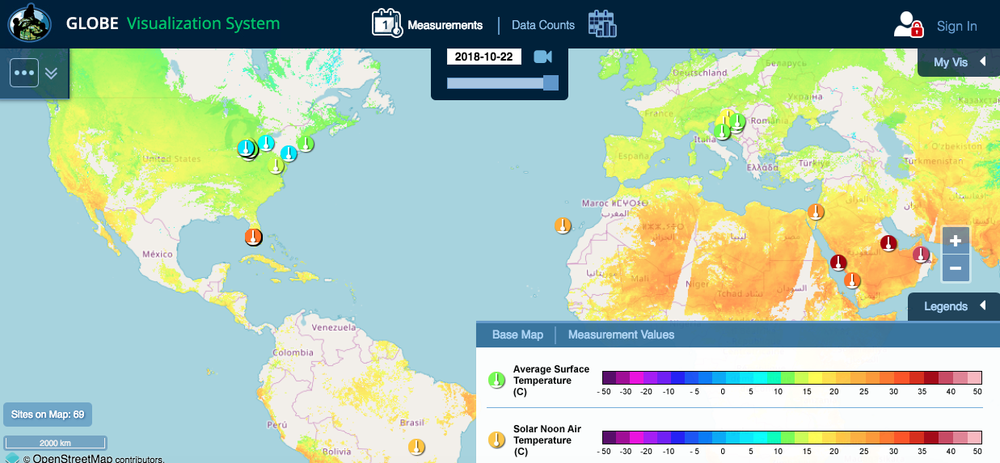 GLOBE Visualization System
1
Measurements
Data Counts
Sign In
2018-10-22
My Vis
Беларусь
Deutschland
Україна
Казахстан
France
România
United States
Italia
España
Ελλάδα
Türkiye
O'zbekiston
Türkmenistan
Maroc ⵍⵎⵖⵔⵉⴱ
المغرب
الجزائر
ليبيا
مصر
México
Mali
Niger
Tchad تشاد
السودان
اليمن
Legends
Venezuela
Colombia
Base Map
Measurement Values
Average Surface
Temperature
(C)
- 50 -30 -20 -10 - 5 0 5 10 15 20 25 30 35 40 50
Sites on Map: 69
Perú
Brasil
Bolivia
Solar Noon Air
Temperature
(C)
- 50 -30 -20 -10 - 5 0 5 10 15 20 25 30 35 40 50
2000 km
© OpenStreetMap contributors.